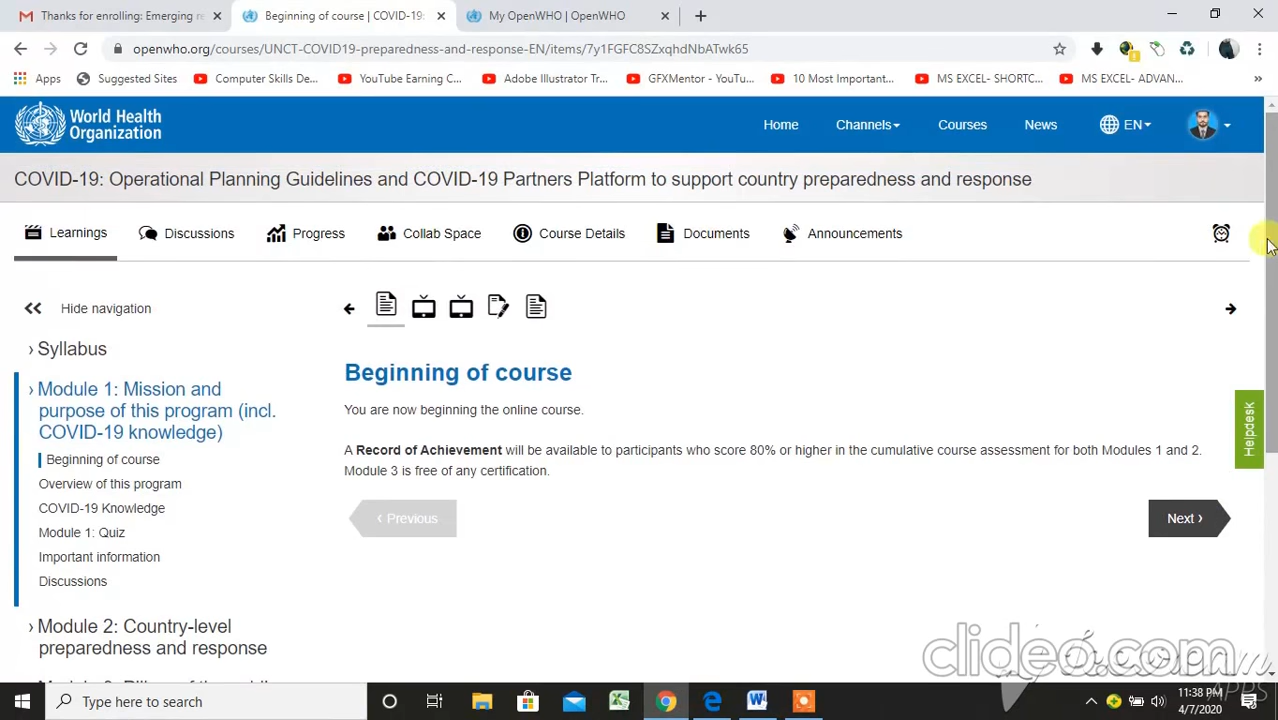 Thanks for enrolling: Emerging re
Beginning of course | COVID-19:
My OpenWHO | OpenWHO
openwho.org/courses/UNCT-COVID19-preparedness-and-response-EN/items/7y1FGFC8SZxqhdNbATwk65
Apps
Suggested Sites
Computer Skills De...
YouTube Earning C...
Adobe Illustrator Tr...
GFXMentor - YouTu...
10 Most Important...
MS EXCEL- SHORTC...
MS EXCEL- ADVAN...
World Health
Organization
Home
Channels
Courses
News
EN
COVID-19: Operational Planning Guidelines and COVID-19 Partners Platform to support country preparedness and response
Learnings
Discussions
Progress
Collab Space
Course Details
Documents
Announcements
Hide navigation
Syllabus
Module 1: Mission and
purpose of this program (incl.
COVID-19 knowledge)
Beginning of course
Overview of this program
COVID-19 Knowledge
Module 1: Quiz
Important information
Discussions
Module 2: Country-level
preparedness and response
Beginning of course
You are now beginning the online course.
A Record of Achievement will be available to participants who score 80% or higher in the cumulative course assessment for both Modules 1 and 2.
Module 3 is free of any certification.
‹ Previous
Next ›
Helpdesk
clideo.com
APPS
Type here to search
11:38 PM
4/7/2020